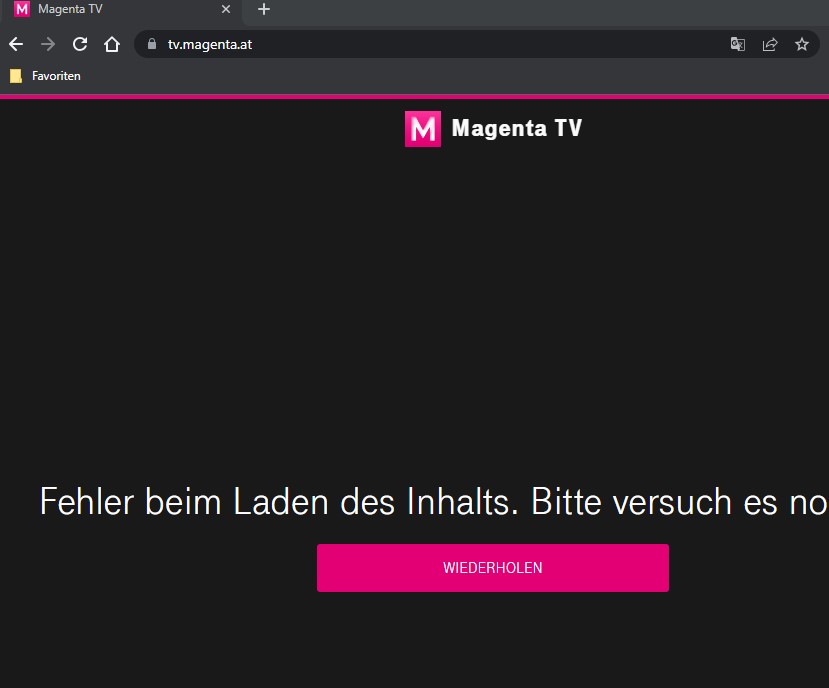 Magenta TV
tv.magenta.at
Favoriten
M Magenta TV
Fehler beim Laden des Inhalts. Bitte versuch es no
WIEDERHOLEN